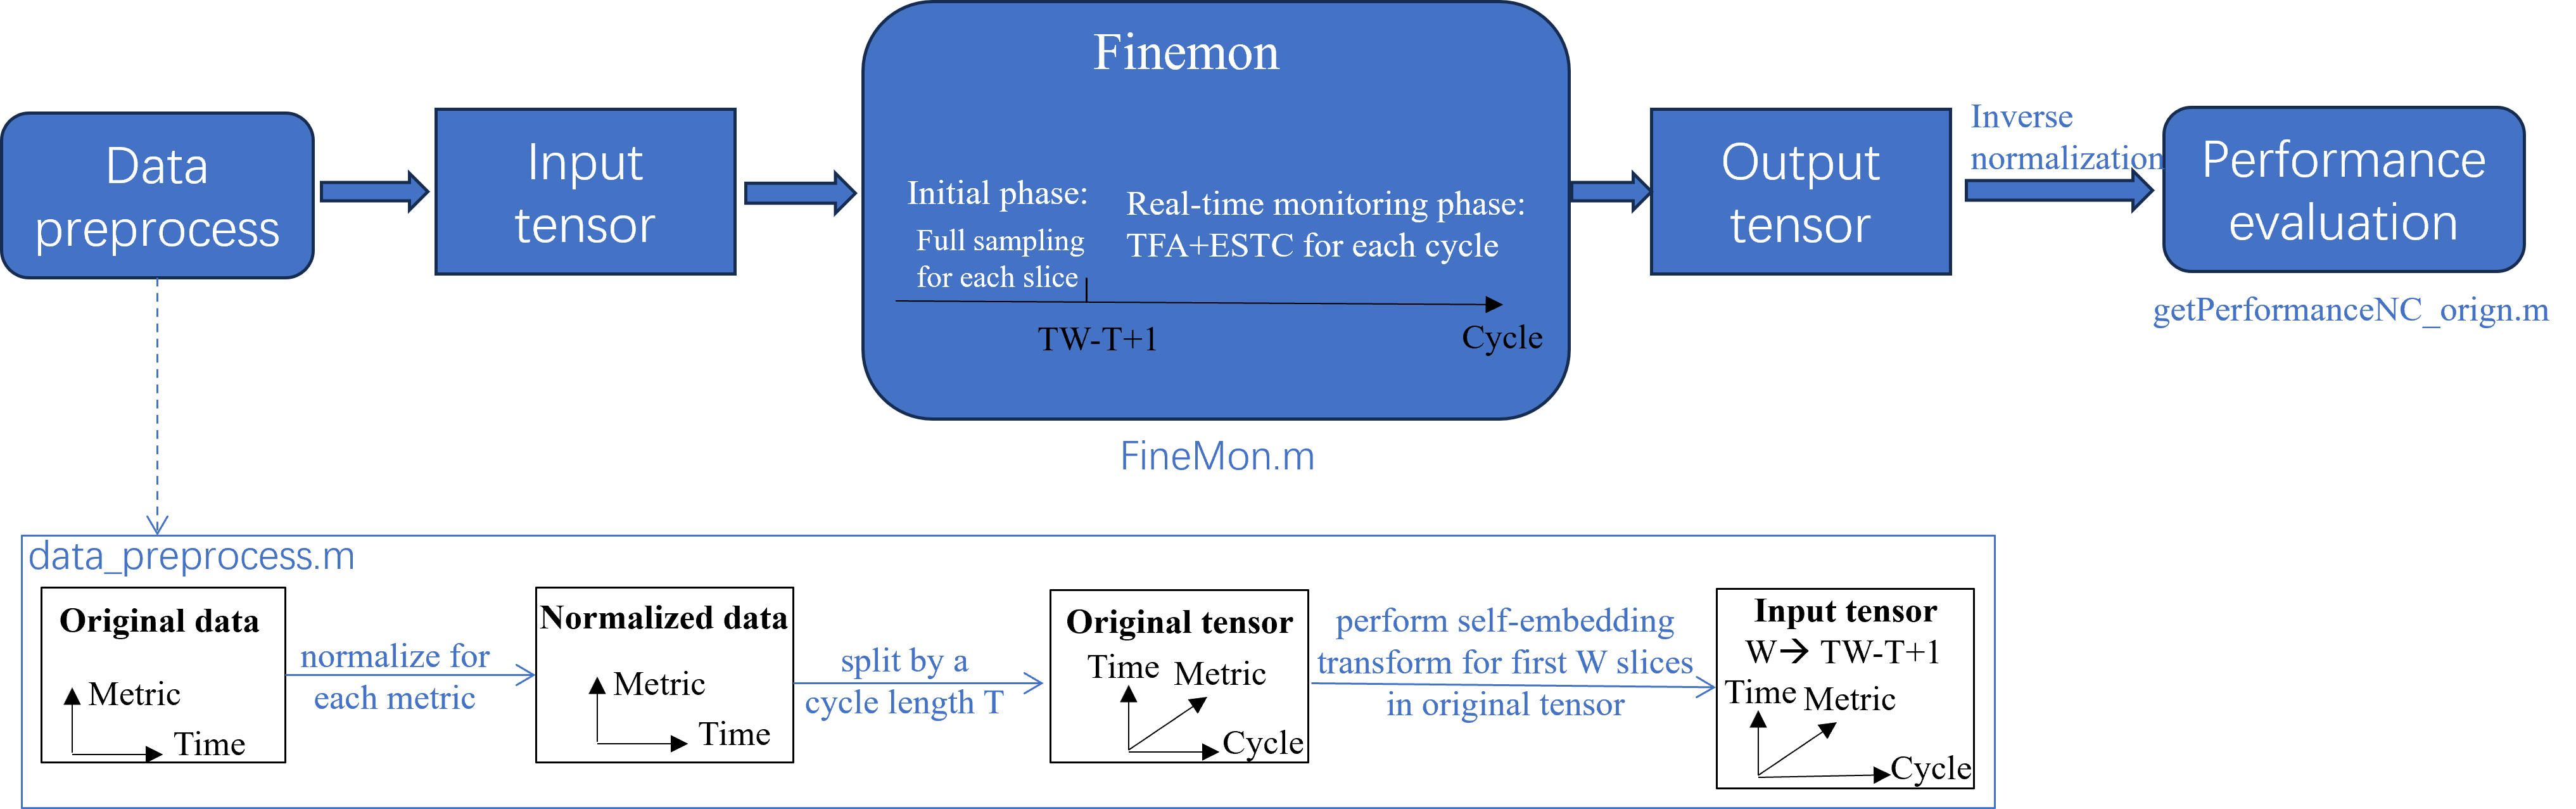 Data
preprocess
Input
tensor
Finemon
Initial phase:
Full sampling
for each slice
Real-time monitoring phase:
TFA+ESTC for each cycle
TW-T+1
Cycle
FineMon.m
Output
tensor
Inverse
normalization
Performance
evaluation
getPerformanceNC_orign.m
data_preprocess.m
Original data
Metric
Time
normalize for
each metric
Normalized data
Metric
Time
split by a
cycle length T
Original tensor
Time
Metric
Cycle
perform self-embedding
transform for first W slices
in original tensor
Input tensor
W→ TW-T+1
Time
Metric
Cycle